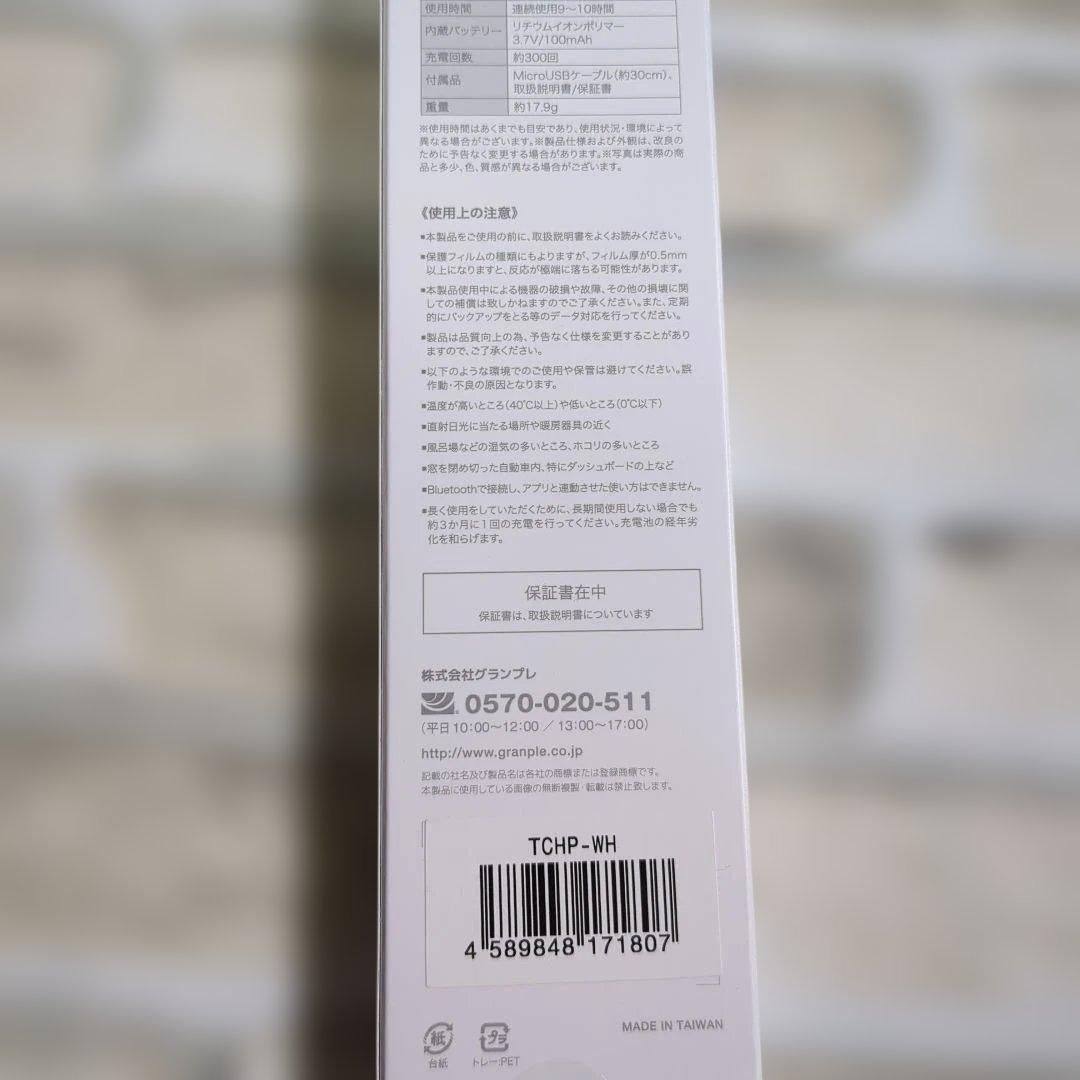 使用時間 連続使用9〜10時間
内蔵バッテリー リチウムイオンポリマー
3.7V/100mAh
充電回数 約300回
付属品 MicroUSBケーブル(約30cm)、
取扱説明書/保証書
重量 約17.9g
※使用時間はあくまでも目安であり、使用状況・環境によって
異なる場合がございます。※製品仕様および外観は、改良の
ために予告なく変更する場合があります。※写真は実際の商
品と多少、色、質感が異なる場合がございます。
《使用上の注意》
■本製品をご使用の前に、取扱説明書をよくお読みください。
■保護フィルムの種類にもよりますが、フィルム厚が0.5mm
以上になりますと、反応が極端に落ちる可能性があります。
■本製品使用中による機器の破損や故障、その他の損壊に関
しての補償は致しかねますのでご了承ください。また、定期
的にバックアップをとる等のデータ対応を行ってください。
■製品は品質向上の為、予告なく仕様を変更することがあり
ますので、ご了承ください。
■以下のような環境でのご使用や保管は避けてください。誤
作動・不良の原因となります。
■温度が高いところ(40℃以上)や低いところ(0℃以下)
■直射日光に当たる場所や暖房器具の近く
■風呂場などの湿気の多いところ、ホコリの多いところ
■窓を閉め切った自動車内、特にダッシュボードの上など
■Bluetoothで接続し、アプリと連動させた使い方はできません。
■長く使用をしていただくために、長期間使用しない場合でも
約3か月に1回の充電を行ってください。充電池の経年劣
化を和らげます。
保証書在中
保証書は、取扱説明書についています
株式会社グランプレ
0570-020-511
(平日10:00〜12:00 / 13:00〜17:00)
http://www.granple.co.jp
記載の社名及び製品名は各社の商標または登録商標です。
本製品に使用している画像の無断複製・転載は禁止致します。
TCHP-WH
4 589848 171807
MADE IN TAIWAN
紙 プラ
台紙 トレー:PET